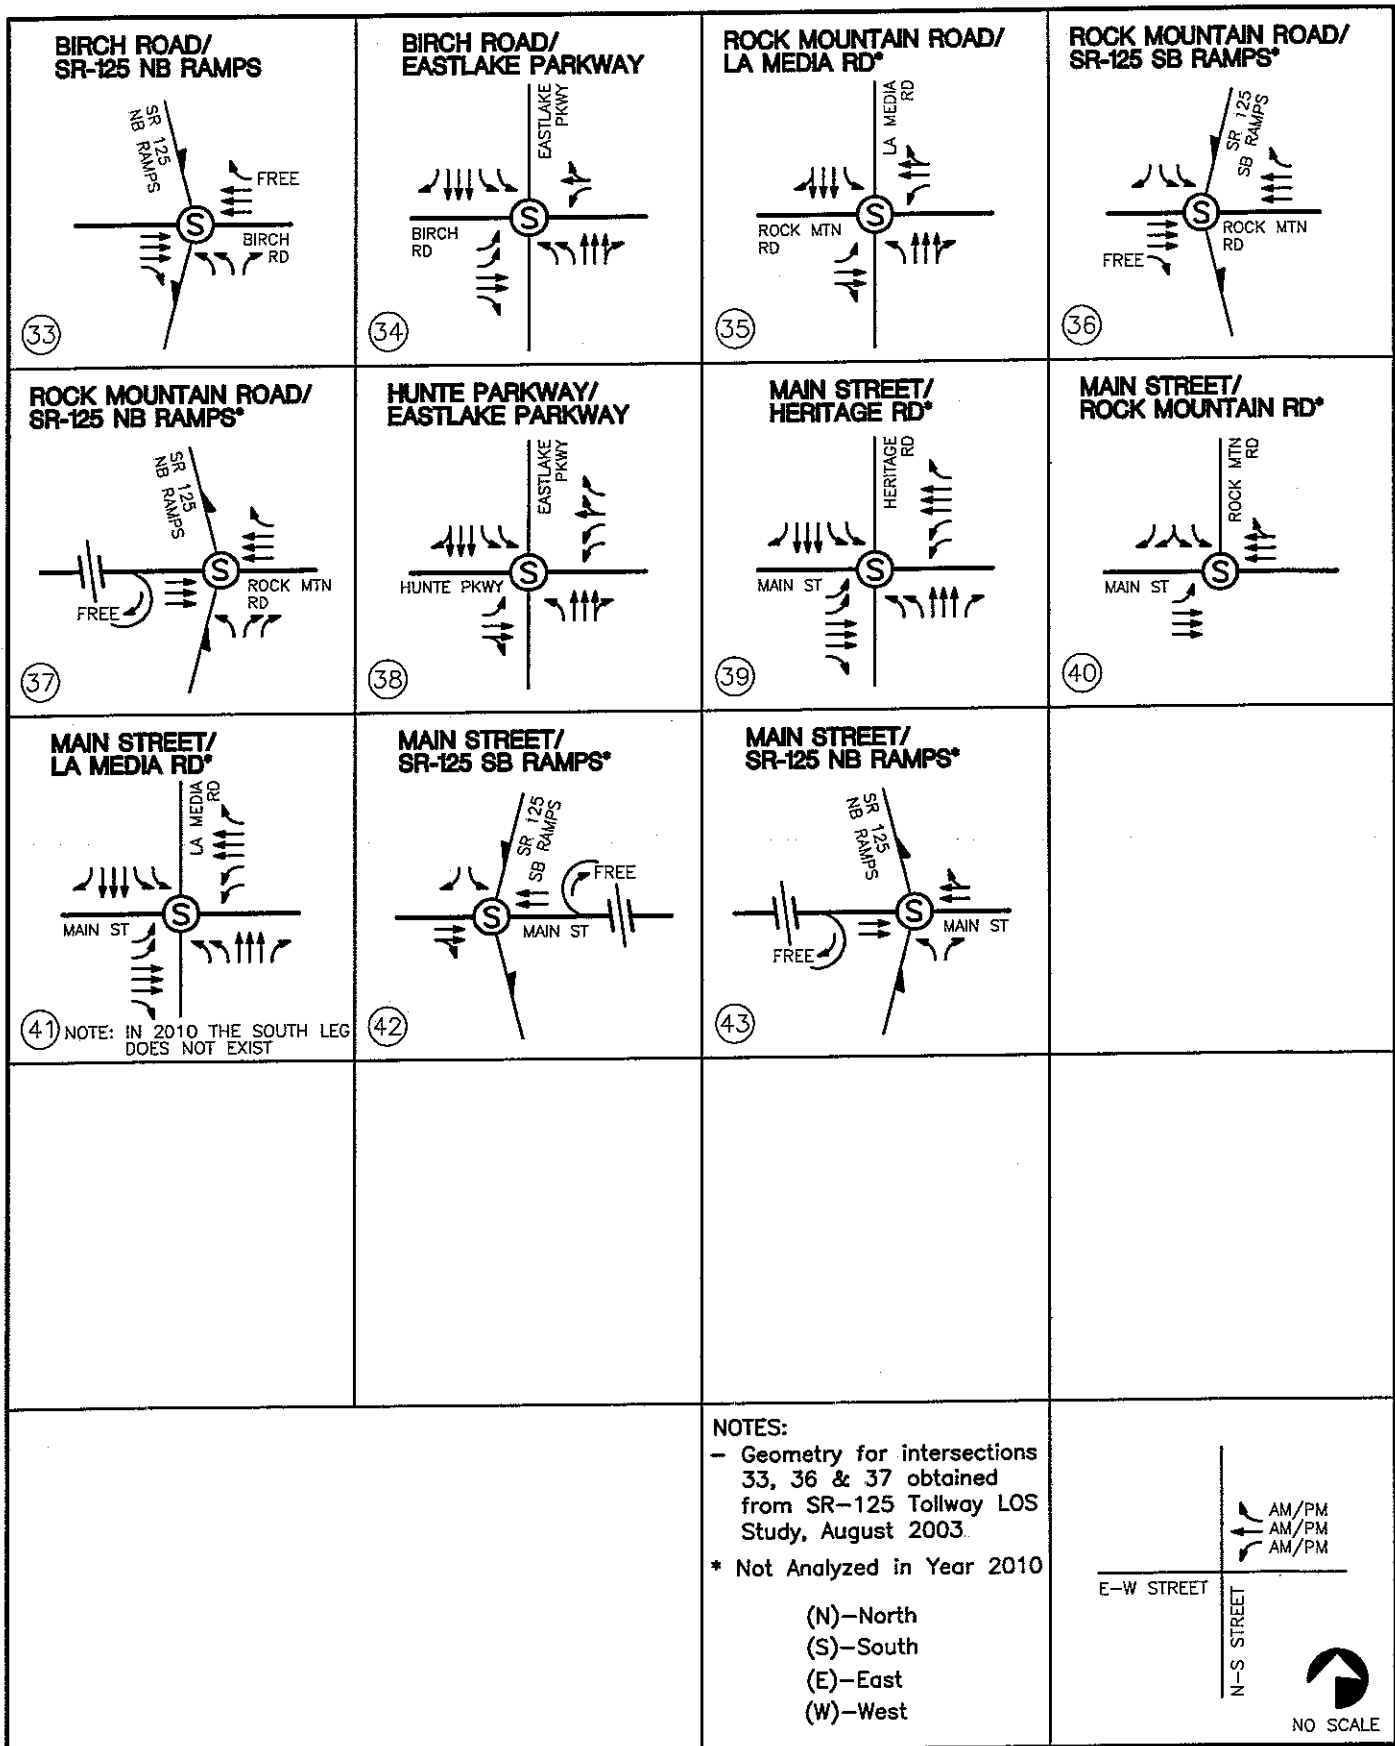 BIRCH ROAD/
SR-125 NB RAMPS
SR 125
NB RAMPS
FREE
S
BIRCH
RD
33
BIRCH ROAD/
EASTLAKE PARKWAY
EASTLAKE
PKWY
S
BIRCH
RD
34
ROCK MOUNTAIN ROAD/
LA MEDIA RD*
LA MEDIA
RD
S
ROCK MTN
RD
35
ROCK MOUNTAIN ROAD/
SR-125 SB RAMPS*
SR 125
SB RAMPS
S
ROCK MTN
RD
FREE
36
ROCK MOUNTAIN ROAD/
SR-125 NB RAMPS*
SR 125
NB RAMPS
S
ROCK MTN
RD
FREE
37
HUNTE PARKWAY/
EASTLAKE PARKWAY
EASTLAKE
PKWY
S
HUNTE PKWY
38
MAIN STREET/
HERITAGE RD*
HERITAGE
RD
S
MAIN ST
39
MAIN STREET/
ROCK MOUNTAIN RD*
ROCK MTN
RD
S
MAIN ST
40
MAIN STREET/
LA MEDIA RD*
LA MEDIA
RD
S
MAIN ST
41
NOTE: IN 2010 THE SOUTH LEG
DOES NOT EXIST
MAIN STREET/
SR-125 SB RAMPS*
SR 125
SB RAMPS
FREE
S
MAIN ST
42
MAIN STREET/
SR-125 NB RAMPS*
SR 125
NB RAMPS
S
MAIN ST
FREE
43
NOTES:
– Geometry for intersections
33, 36 & 37 obtained
from SR-125 Tollway LOS
Study, August 2003
* Not Analyzed in Year 2010
(N)-North
(S)-South
(E)-East
(W)-West
AM/PM
AM/PM
AM/PM
E-W STREET
N-S STREET
NO SCALE